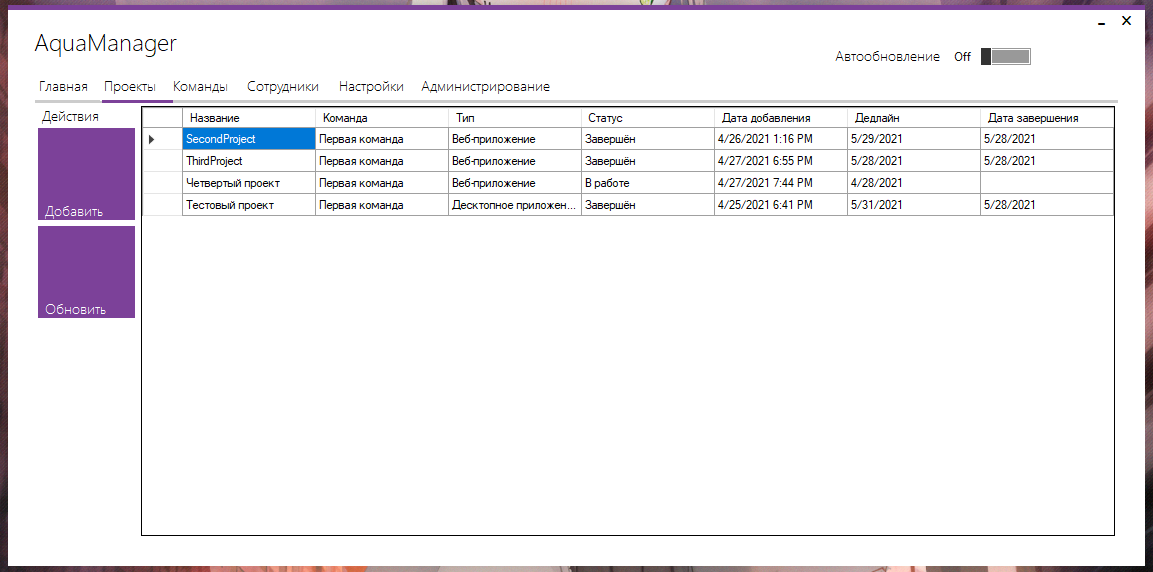 AquaManager
Автообновление Off
Главная Проекты Команды Сотрудники Настройки Администрирование
Действия
Добавить
Обновить
Название Команда Тип Статус Дата добавления Дедлайн Дата завершения
SecondProject Первая команда Веб-приложение Завершён 4/26/2021 1:16 PM 5/29/2021 5/28/2021
ThirdProject Первая команда Веб-приложение Завершён 4/27/2021 6:55 PM 5/28/2021 5/28/2021
Четвертый проект Первая команда Веб-приложение В работе 4/27/2021 7:44 PM 4/28/2021
Тестовый проект Первая команда Десктопное приложен... Завершён 4/25/2021 6:41 PM 5/31/2021 5/28/2021